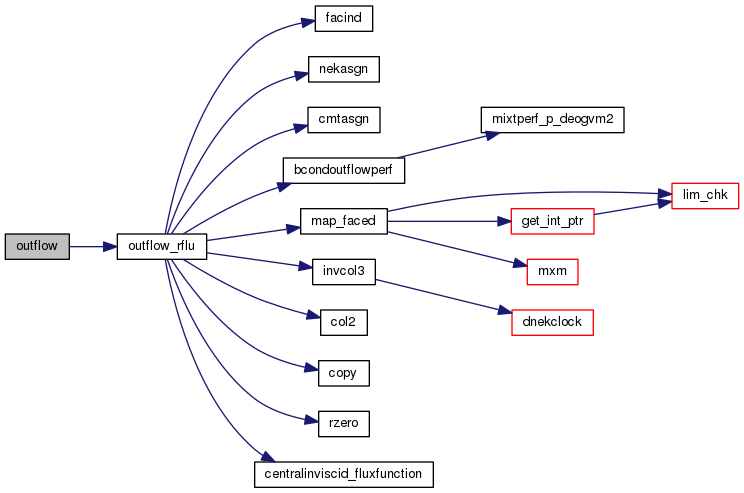 facind
nekasgn
cmtasgn
mixtperf_p_deogvm2
bcondoutflowperf
lim_chk
map_faced
get_int_ptr
outflow
outflow_rflu
invcol3
mxm
col2
dnekclock
copy
rzero
centralinviscid_fluxfunction